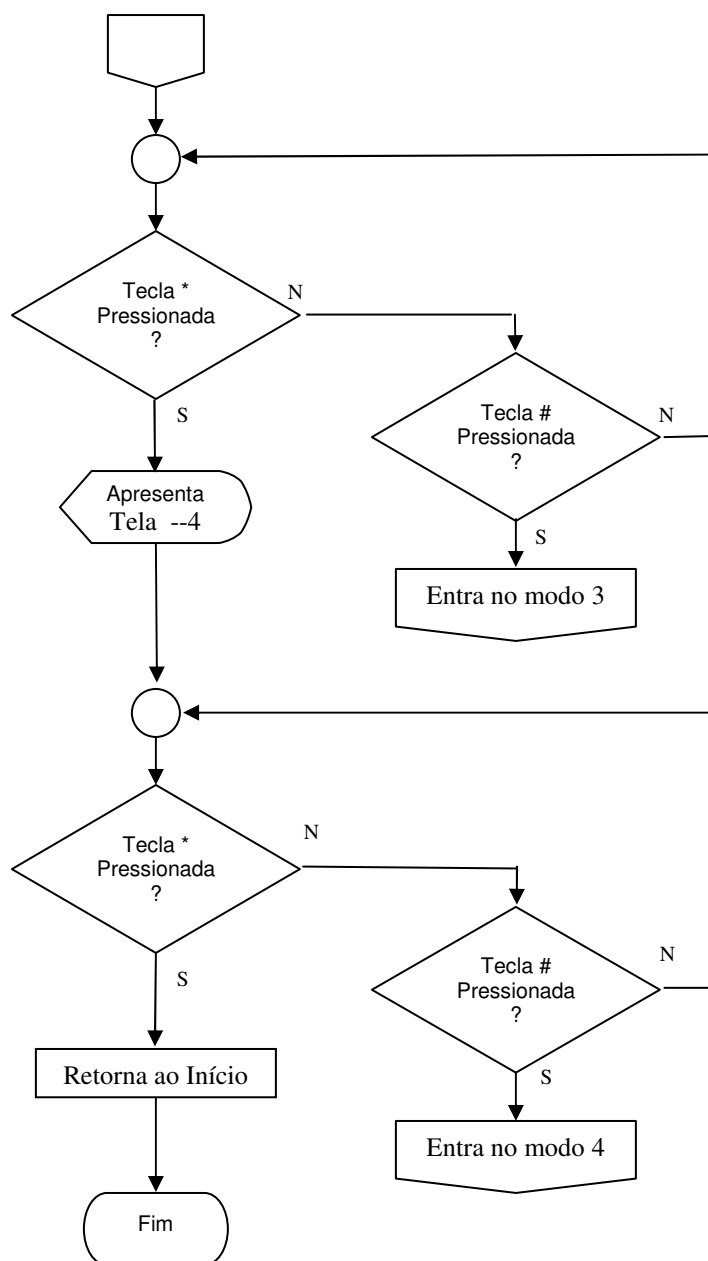 Tecla *
Pressionada
?
N
S
Tecla #
Pressionada
?
N
S
Apresenta
Tela --4
Entra no modo 3
Tecla *
Pressionada
?
N
S
Tecla #
Pressionada
?
N
S
Retorna ao Início
Entra no modo 4
Fim